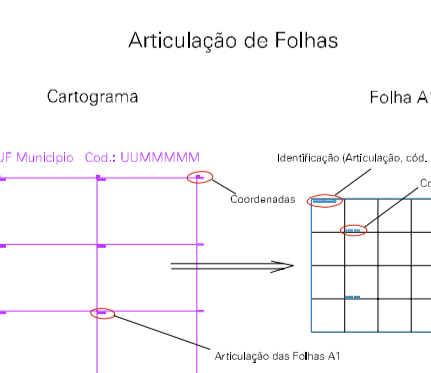 Articulação de Folhas
Cartograma
Folha A1
UF Municipio Cod.: UUMMMMM
Identificação (Articulação, cód.
Coordenadas
Articulação das Folhas A1